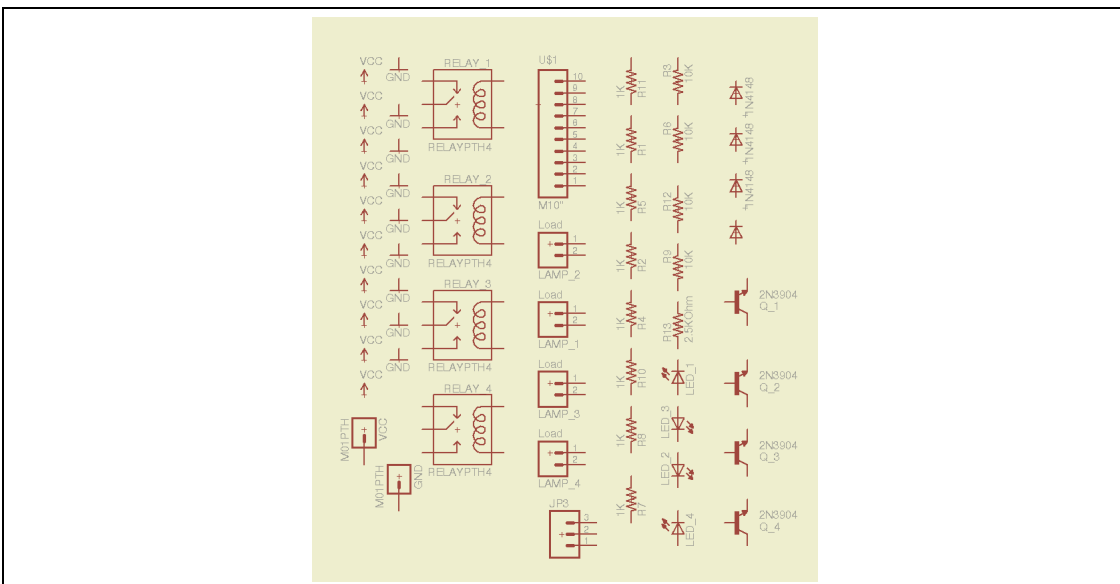 VCC
GND
VCC
GND
VCC
GND
VCC
GND
VCC
GND
VCC
GND
VCC
GND
VCC
GND
VCC
GND
VCC
M01PTH
VCC
M01PTH
GND
RELAY_1
RELAYPTH4
RELAY_2
RELAYPTH4
RELAY_3
RELAYPTH4
RELAY_4
RELAYPTH4
U$1
10
9
8
7
6
5
4
3
2
1
M10"
Load
1
2
LAMP_2
Load
1
2
LAMP_1
Load
1
2
LAMP_3
Load
1
2
LAMP_4
JP3
3
2
1
1K
R11
1K
R1
1K
R5
1K
R2
1K
R4
1K
R10
1K
R8
1K
R7
R3
10K
R6
10K
R12
10K
R9
10K
R13
2.5KOhm
LED_1
LED_3
LED_2
LED_4
1N4148
1N4148
1N4148
2N3904
Q_1
2N3904
Q_2
2N3904
Q_3
2N3904
Q_4